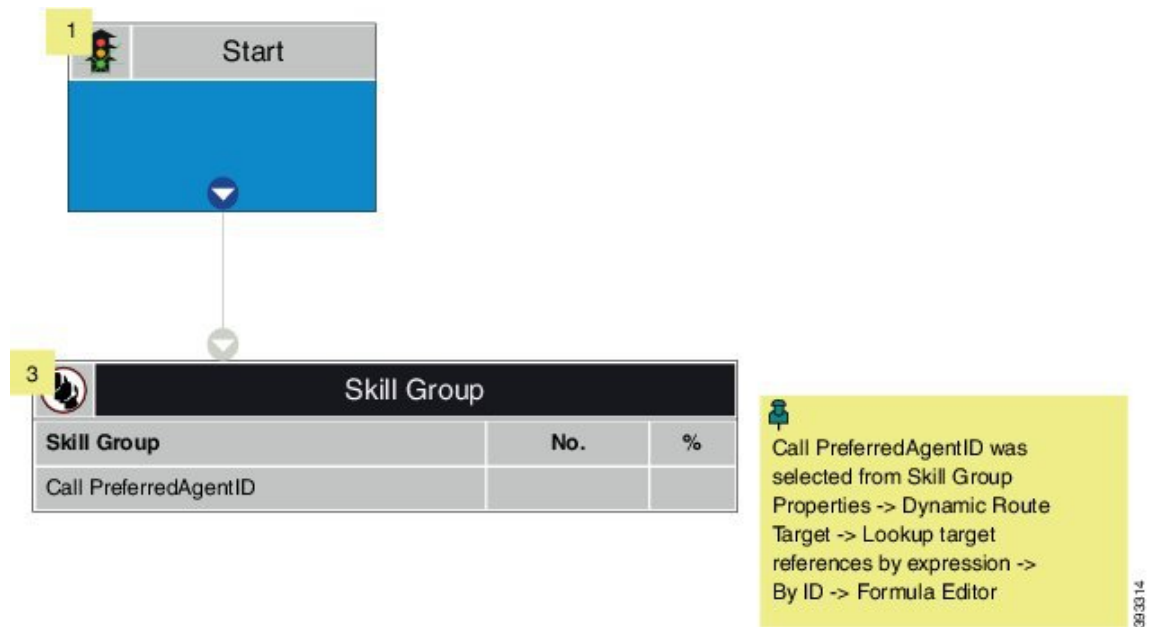 1
Start
3
Skill Group
Skill Group No. %
Call PreferredAgentID
Call PreferredAgentID was
selected from Skill Group
Properties -> Dynamic Route
Target -> Lookup target
references by expression ->
By ID -> Formula Editor
393314